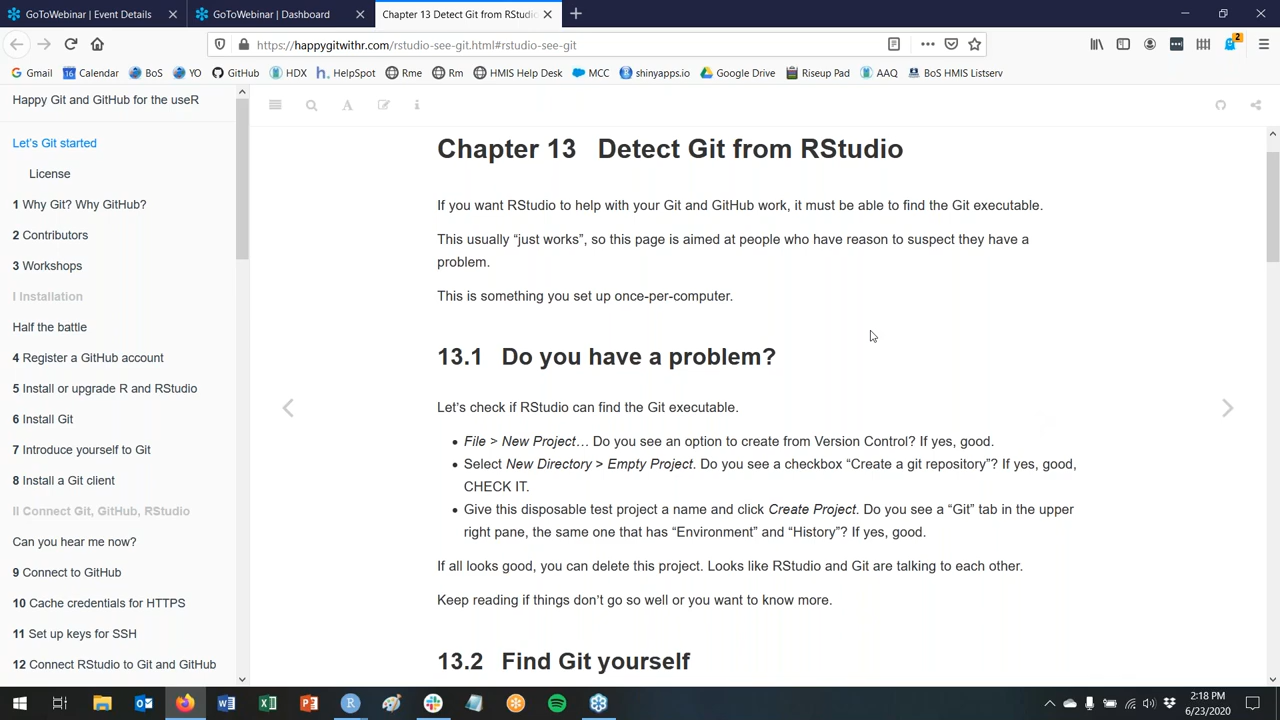 GoToWebinar | Event Details
GoToWebinar | Dashboard
Chapter 13 Detect Git from RStudio
https://happygitwithr.com/rstudio-see-git.html#rstudio-see-git
2
Gmail
16 Calendar
BoS
YO
GitHub
HDX
HelpSpot
Rme
Rm
HMIS Help Desk
MCC
shinyapps.io
Google Drive
Riseup Pad
AAQ
BoS HMIS Listserv
Happy Git and GitHub for the useR
Let's Git started
License
1 Why Git? Why GitHub?
2 Contributors
3 Workshops
I Installation
Half the battle
4 Register a GitHub account
5 Install or upgrade R and RStudio
6 Install Git
7 Introduce yourself to Git
8 Install a Git client
II Connect Git, GitHub, RStudio
Can you hear me now?
9 Connect to GitHub
10 Cache credentials for HTTPS
11 Set up keys for SSH
12 Connect RStudio to Git and GitHub
Chapter 13 Detect Git from RStudio
If you want RStudio to help with your Git and GitHub work, it must be able to find the Git executable.
This usually “just works”, so this page is aimed at people who have reason to suspect they have a
problem.
This is something you set up once-per-computer.
13.1 Do you have a problem?
Let’s check if RStudio can find the Git executable.
• File > New Project… Do you see an option to create from Version Control? If yes, good.
• Select New Directory > Empty Project. Do you see a checkbox “Create a git repository”? If yes, good,
CHECK IT.
• Give this disposable test project a name and click Create Project. Do you see a “Git” tab in the upper
right pane, the same one that has “Environment” and “History”? If yes, good.
If all looks good, you can delete this project. Looks like RStudio and Git are talking to each other.
Keep reading if things don’t go so well or you want to know more.
13.2 Find Git yourself
2:18 PM
6/23/2020